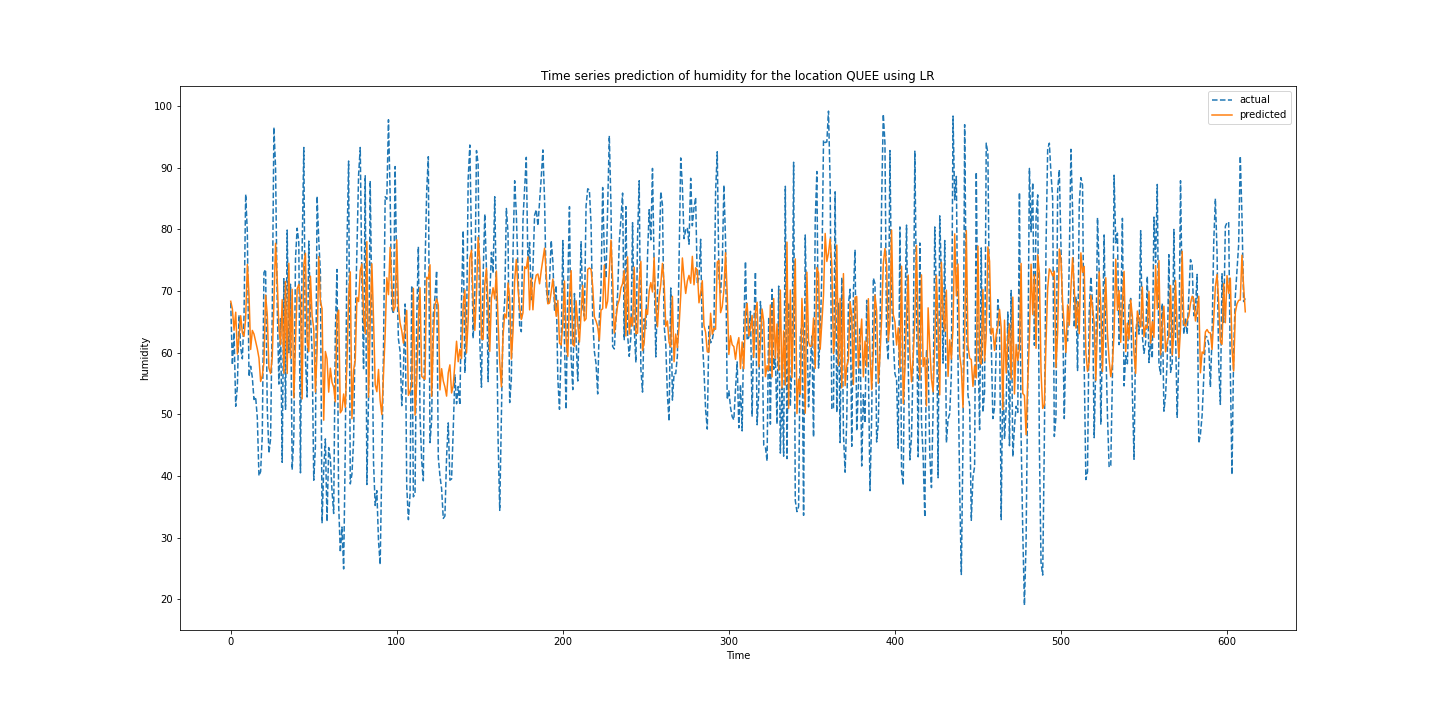 Time series prediction of humidity for the location QUEE using LR
actual
predicted
100
90
80
70
60
50
40
30
20
humidity
0 100 200 300 400 500 600
Time